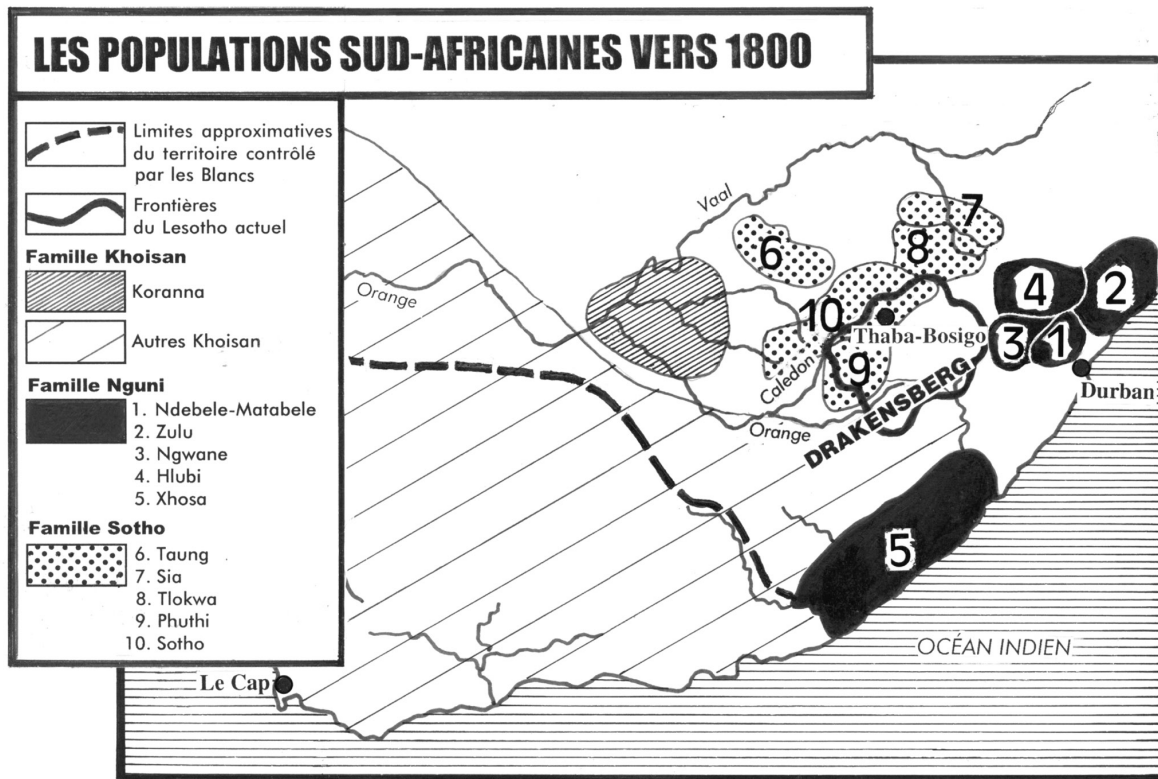 LES POPULATIONS SUD-AFRICAINES VERS 1800
Limites approximatives
du territoire contrôlé
par les Blancs
Frontières
du Lesotho actuel
Famille Khoisan
Koranna
Autres Khoisan
Famille Nguni
1. Ndebele-Matabele
2. Zulu
3. Ngwane
4. Hlubi
5. Xhosa
Famille Sotho
6. Taung
7. Sia
8. Tlokwa
9. Phuthi
10. Sotho
Vaal
7
6
8
Orange
4
2
10
Thaba-Bosigo
3
1
9
Caledon
Durban
DRAKENSBERG
Orange
5
OCÉAN INDIEN
Le Cap